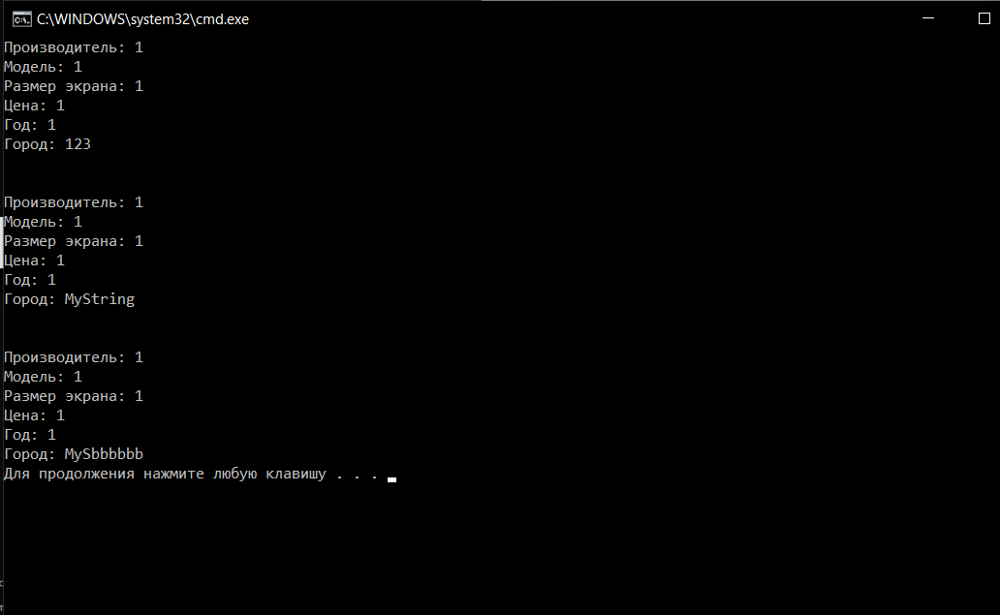 C:\WINDOWS\system32\cmd.exe
Производитель: 1
Модель: 1
Размер экрана: 1
Цена: 1
Год: 1
Город: 123
Производитель: 1
Модель: 1
Размер экрана: 1
Цена: 1
Год: 1
Город: MyString
Производитель: 1
Модель: 1
Размер экрана: 1
Цена: 1
Год: 1
Город: MySbbbbbb
Для продолжения нажмите любую клавишу . . .